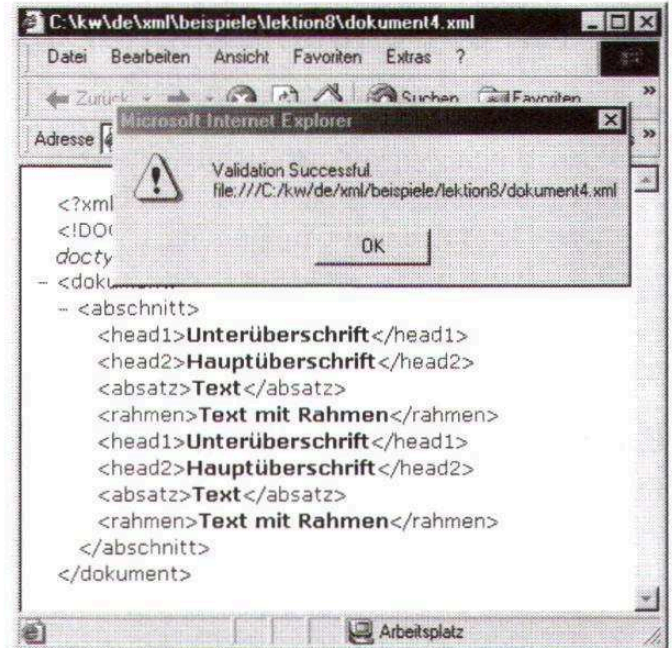 C:\kw\de\xml\beispiele\lektion8\dokument4.xml
Datei Bearbeiten Ansicht Favoriten Extras ?
Zurück Suchen Favoriten »
Adresse »
Microsoft Internet Explorer
Validation Successful
file:///C:/kw/de/xml/beispiele/lektion8/dokument4.xml
OK
<?xml
<!DO
docty
- <dokument>
- <abschnitt>
<head1>Unterüberschrift</head1>
<head2>Hauptüberschrift</head2>
<absatz>Text</absatz>
<rahmen>Text mit Rahmen</rahmen>
<head1>Unterüberschrift</head1>
<head2>Hauptüberschrift</head2>
<absatz>Text</absatz>
<rahmen>Text mit Rahmen</rahmen>
</abschnitt>
</dokument>
Arbeitsplatz